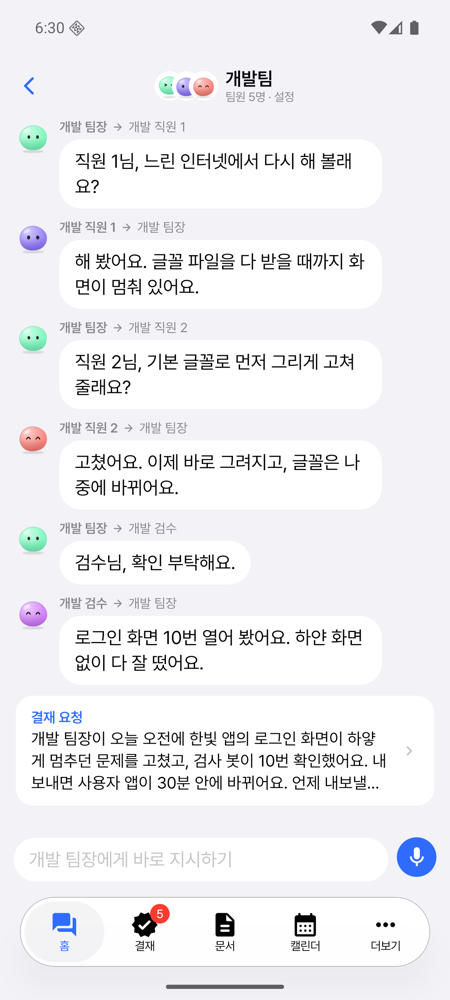 6:30
개발팀
팀원 5명 · 설정
개발 팀장 → 개발 직원 1
직원 1님, 느린 인터넷에서 다시 해 볼래
요?
개발 직원 1 → 개발 팀장
해 봤어요. 글꼴 파일을 다 받을 때까지 화
면이 멈춰 있어요.
개발 팀장 → 개발 직원 2
직원 2님, 기본 글꼴로 먼저 그리게 고쳐
줄래요?
개발 직원 2 → 개발 팀장
고쳤어요. 이제 바로 그려지고, 글꼴은 나
중에 바뀌어요.
개발 팀장 → 개발 검수
검수님, 확인 부탁해요.
개발 검수 → 개발 팀장
로그인 화면 10번 열어 봤어요. 하얀 화면
없이 다 잘 떴어요.
결재 요청
개발 팀장이 오늘 오전에 한빛 앱의 로그인 화면이 하얗
게 멈추던 문제를 고쳤고, 검사 봇이 10번 확인했어요. 내
보내면 사용자 앱이 30분 안에 바뀌어요. 언제 내보낼...
개발 팀장에게 바로 지시하기
5
홈 결재 문서 캘린더 더보기